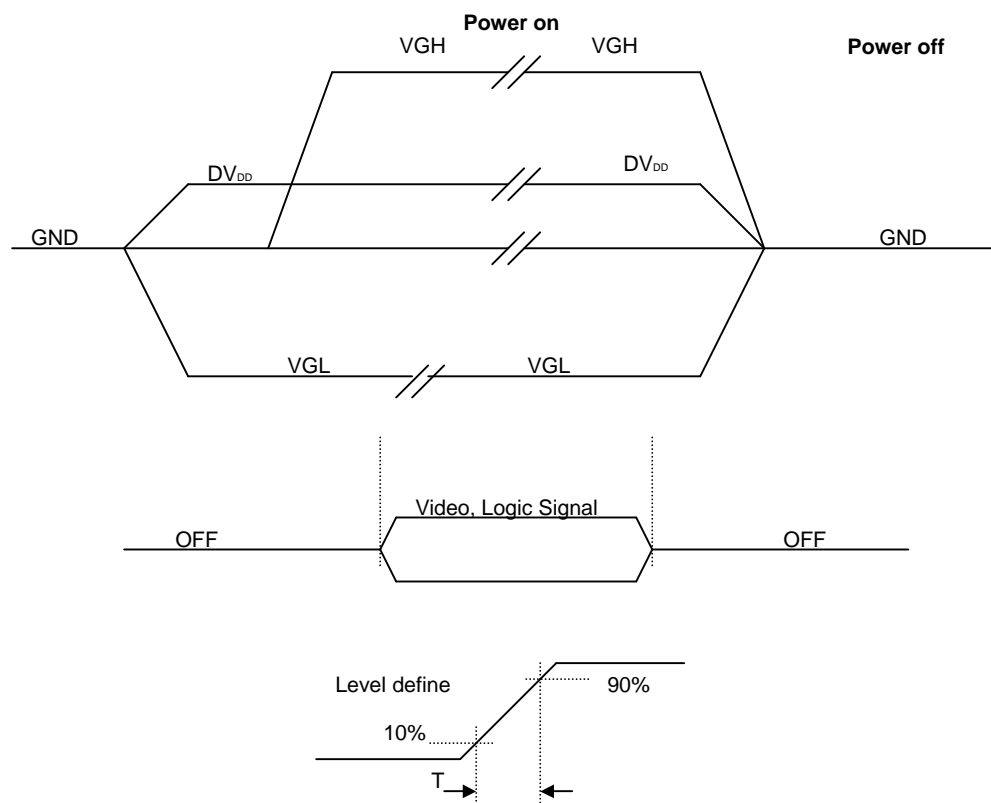 Power on
VGH VGH
Power off
DVDD DVDD
GND GND
VGL VGL
Video, Logic Signal
OFF OFF
Level define
90%
10%
T